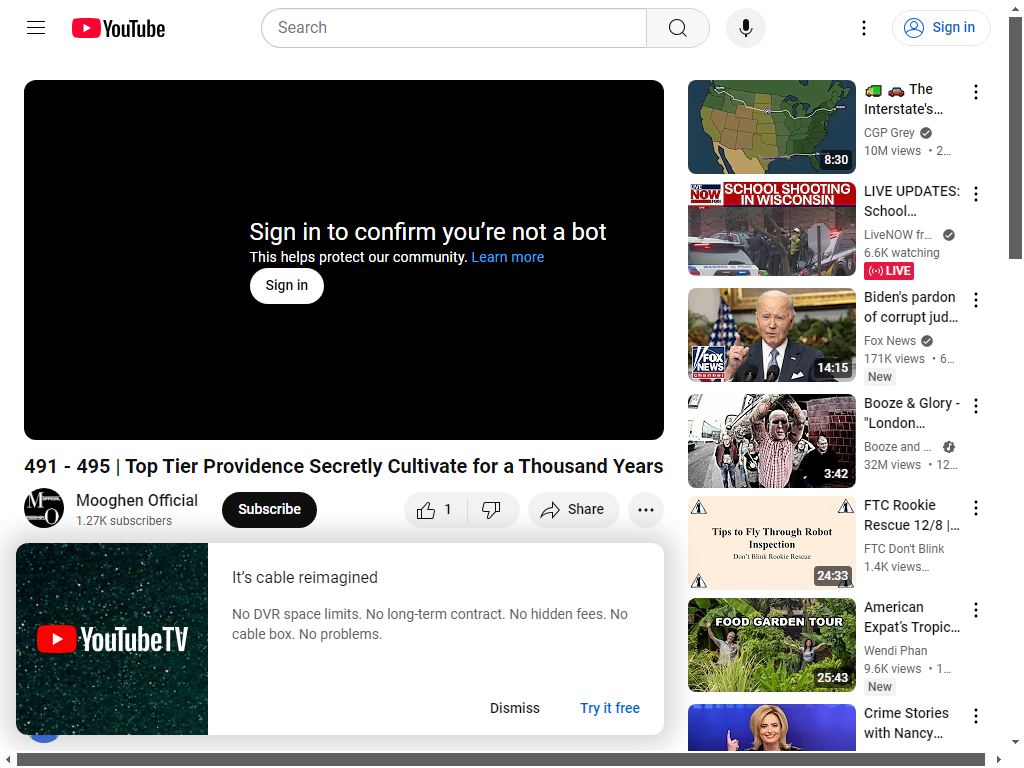 YouTube
Search
Sign in
Sign in to confirm you’re not a bot
This helps protect our community. Learn more
Sign in
491 - 495 | Top Tier Providence Secretly Cultivate for a Thousand Years
Mooghen Official
1.27K subscribers
Subscribe
1
Share
YouTubeTV
It’s cable reimagined
No DVR space limits. No long-term contract. No hidden fees. No
cable box. No problems.
Dismiss
Try it free
8:30
🚛 🚗 The
Interstate's...
CGP Grey
10M views • 2...
LIVE
NOW
FOX
SCHOOL SHOOTING
IN WISCONSIN
LIVE UPDATES:
School...
LiveNOW fr...
6.6K watching
LIVE
FOX
NEWS
channel
14:15
Biden's pardon
of corrupt jud...
Fox News
171K views • 6...
New
3:42
Booze & Glory -
"London...
Booze and ...
32M views • 12...
Tips to Fly Through Robot
Inspection
Don't Blink Rookie Rescue
24:33
FTC Rookie
Rescue 12/8 |...
FTC Don't Blink
1.4K views...
FOOD GARDEN TOUR
25:43
American
Expat's Tropic...
Wendi Phan
9.6K views • 1...
New
Crime Stories
with Nancy...